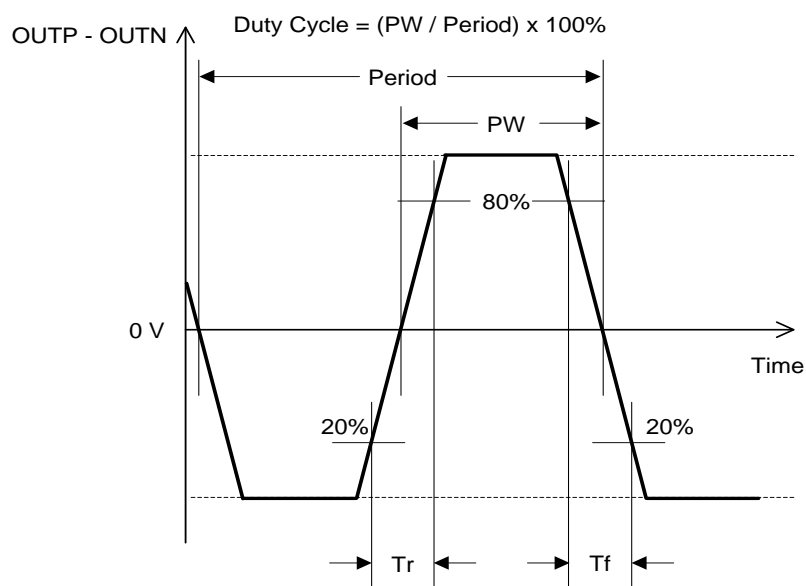 Duty Cycle = (PW / Period) x 100%
OUTP - OUTN
Period
PW
80%
0 V
Time
20%
20%
Tr
Tf